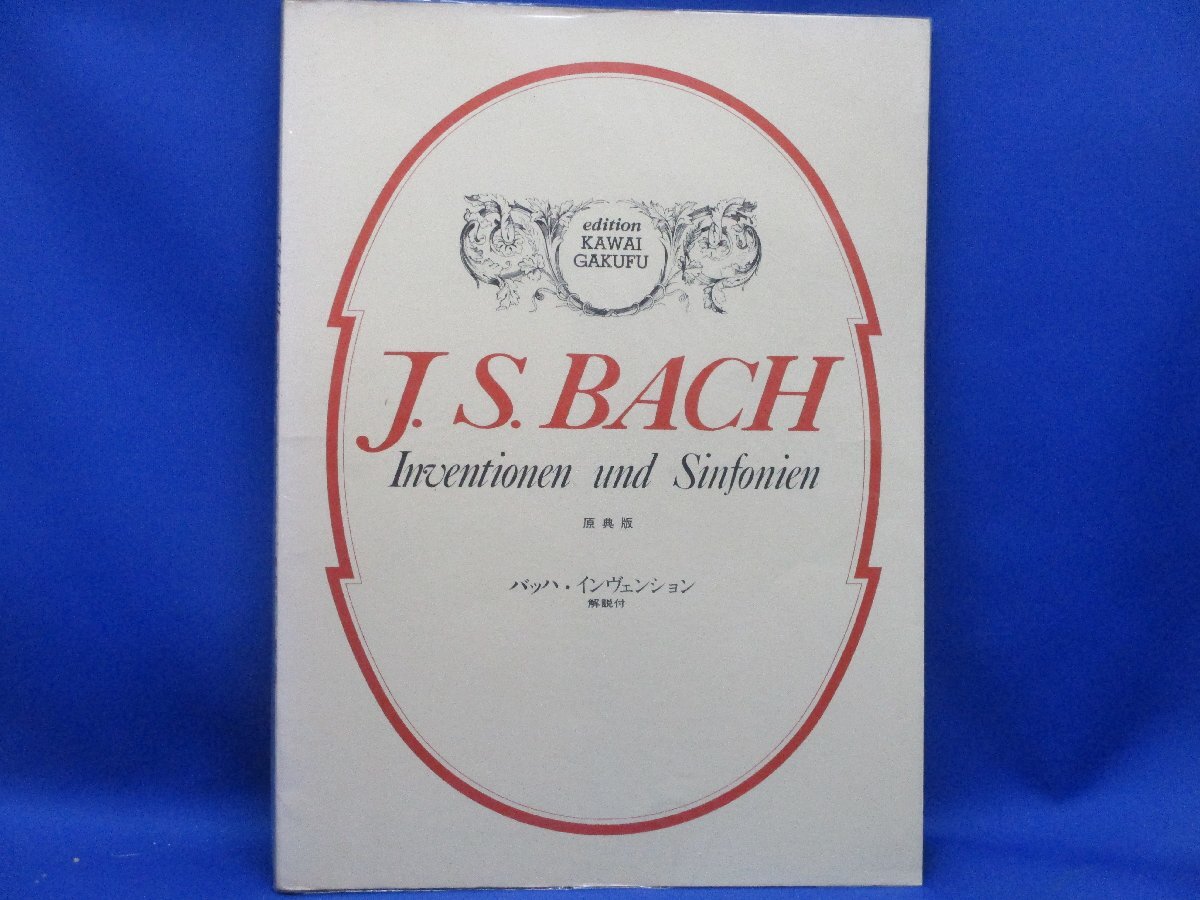 edition
KAWAI
GAKUFU
J. S. BACH
Inventionen und Sinfonien
原典版
バッハ・インヴェンション
解説付